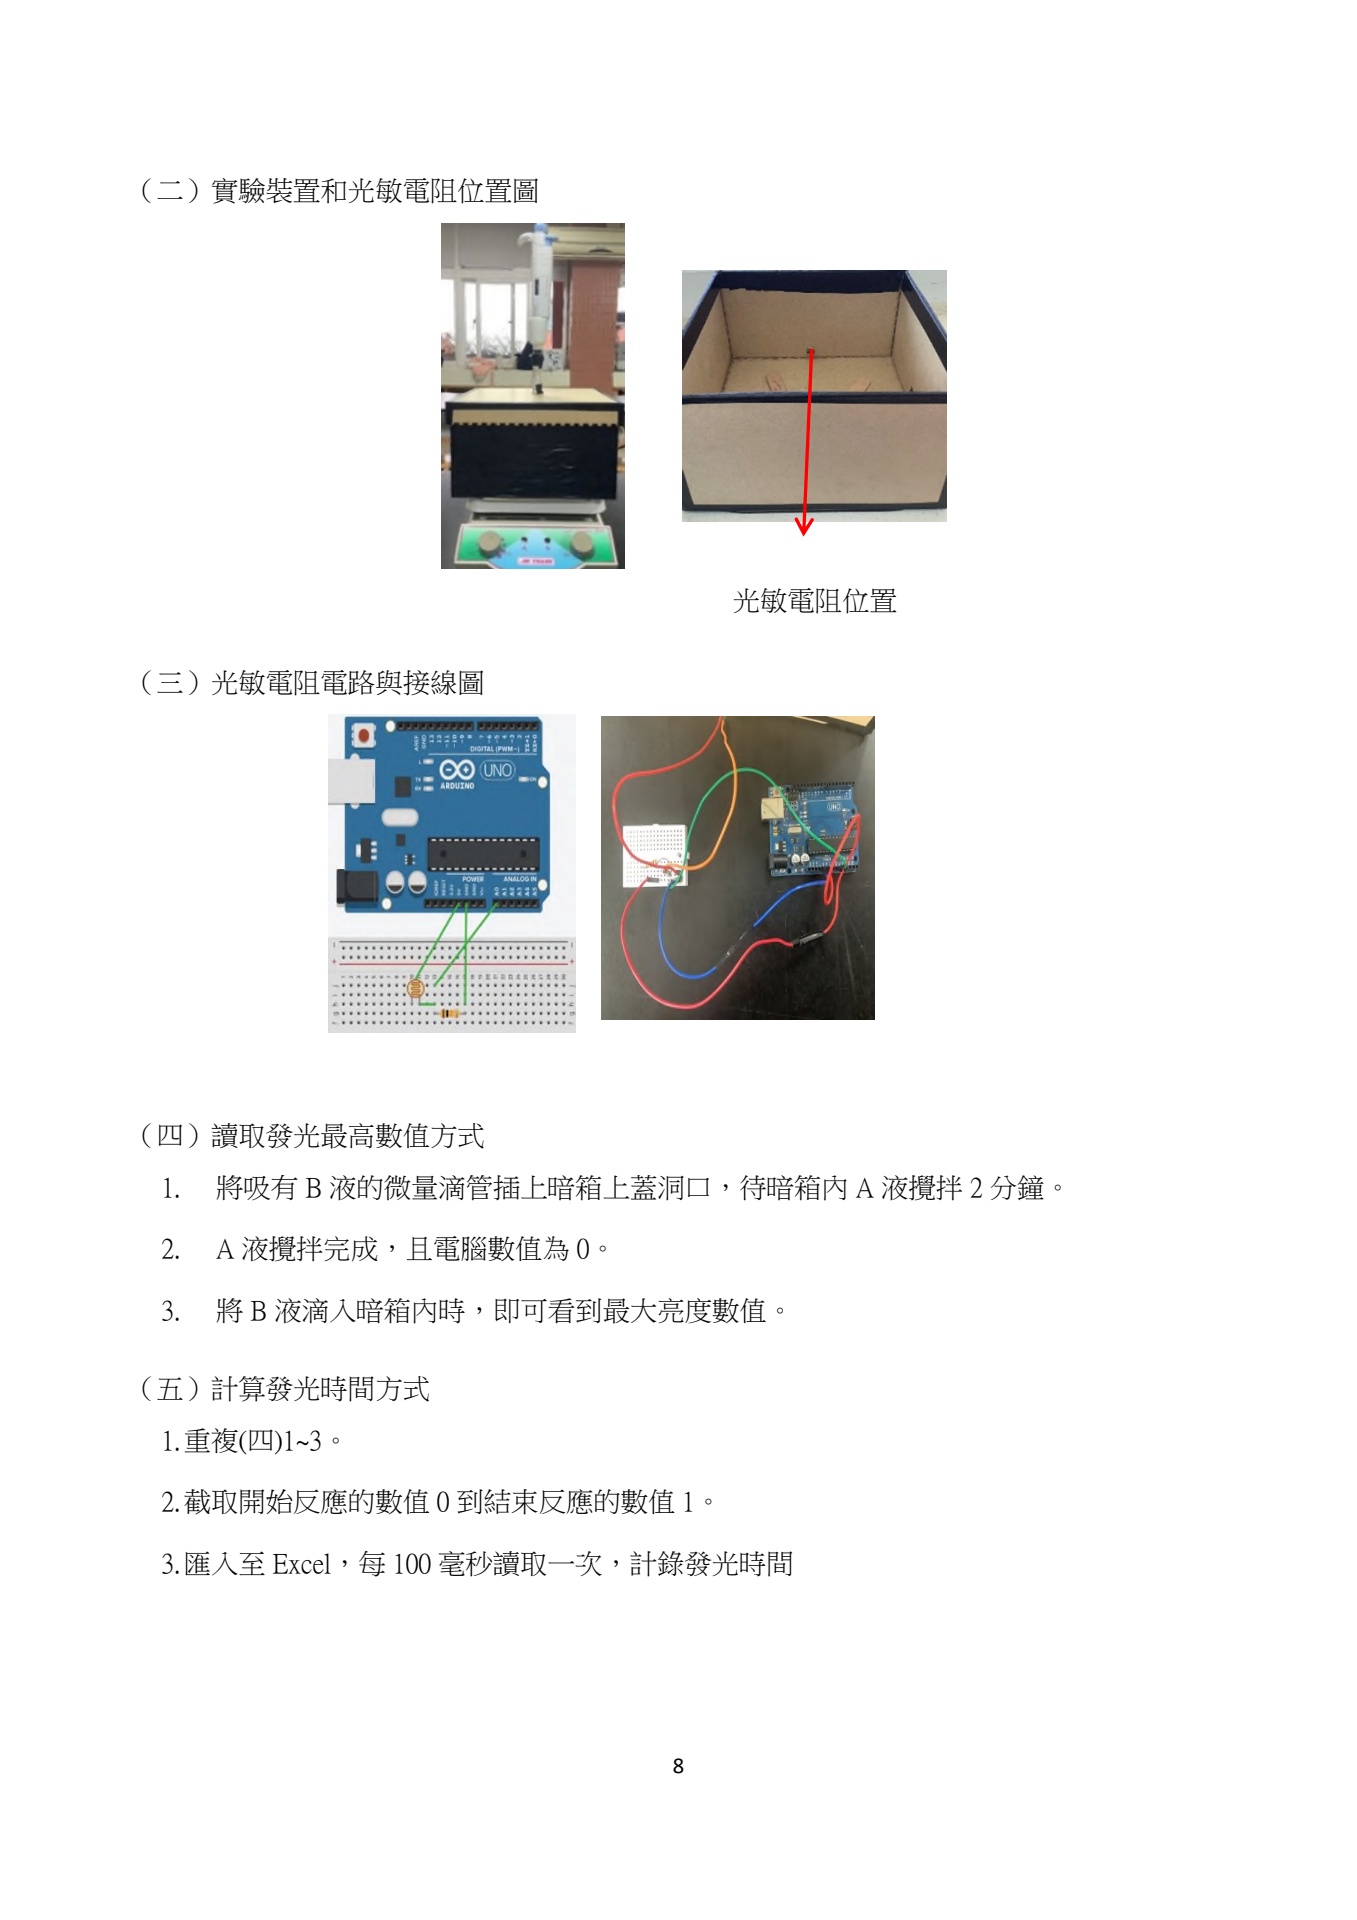 （二）實驗裝置和光敏電阻位置圖
光敏電阻位置
（三）光敏電阻電路與接線圖
DIGITAL (PWM~)
UNO
ARDUINO
POWER
ANALOG IN
UNO
（四）讀取發光最高數值方式
1. 將吸有 B 液的微量滴管插上暗箱上蓋洞口，待暗箱內 A 液攪拌 2 分鐘。
2. A 液攪拌完成，且電腦數值為 0。
3. 將 B 液滴入暗箱內時，即可看到最大亮度數值。
（五）計算發光時間方式
1.重複(四)1~3。
2.截取開始反應的數值 0 到結束反應的數值 1。
3.匯入至 Excel，每 100 毫秒讀取一次，計錄發光時間
8